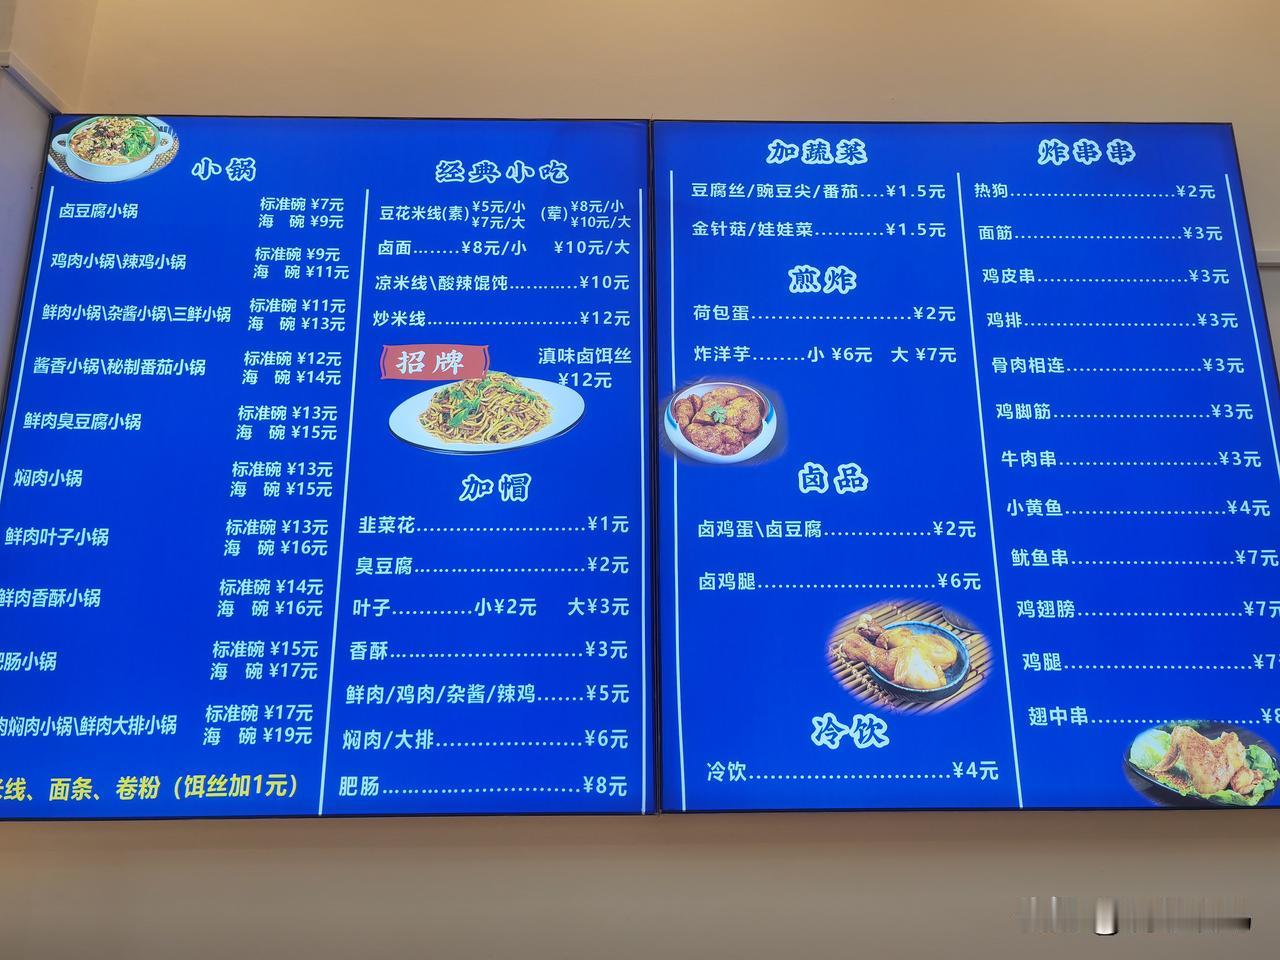 小锅
卤豆腐小锅 标准碗 ¥7元
海 碗 ¥9元
鸡肉小锅\辣鸡小锅 标准碗 ¥9元
海 碗 ¥11元
鲜肉小锅\杂酱小锅\三鲜小锅 标准碗 ¥11元
海 碗 ¥13元
酱香小锅\秘制番茄小锅 标准碗 ¥12元
海 碗 ¥14元
鲜肉臭豆腐小锅 标准碗 ¥13元
海 碗 ¥15元
焖肉小锅 标准碗 ¥13元
海 碗 ¥15元
鲜肉叶子小锅 标准碗 ¥13元
海 碗 ¥16元
鲜肉香酥小锅 标准碗 ¥14元
海 碗 ¥16元
肥肠小锅 标准碗 ¥15元
海 碗 ¥17元
肉焖肉小锅\鲜肉大排小锅 标准碗 ¥17元
海 碗 ¥19元
线、面条、卷粉（饵丝加1元）
经典小吃
豆花米线(素) ¥5元/小 ¥7元/大 (荤) ¥8元/小 ¥10元/大
卤面........¥8元/小 ¥10元/大
凉米线\酸辣馄饨............¥10元
炒米线..........................¥12元
招牌
滇味卤饵丝
¥12元
加帽
韭菜花..........................¥1元
臭豆腐..........................¥2元
叶子............小¥2元 大¥3元
香酥..............................¥3元
鲜肉/鸡肉/杂酱/辣鸡.......¥5元
焖肉/大排......................¥6元
肥肠..............................¥8元
加蔬菜
豆腐丝/豌豆尖/番茄....¥1.5元
金针菇/娃娃菜...........¥1.5元
煎炸
荷包蛋........................¥2元
炸洋芋........小 ¥6元 大 ¥7元
卤品
卤鸡蛋\卤豆腐................¥2元
卤鸡腿..........................¥6元
冷饮
冷饮..............................¥4元
炸串串
热狗.........................¥2元
面筋.........................¥3元
鸡皮串......................¥3元
鸡排.........................¥3元
骨肉相连....................¥3元
鸡脚筋......................¥3元
牛肉串......................¥3元
小黄鱼......................¥4元
鱿鱼串......................¥7元
鸡翅膀......................¥7元
鸡腿.........................¥7
翅中串......................¥8